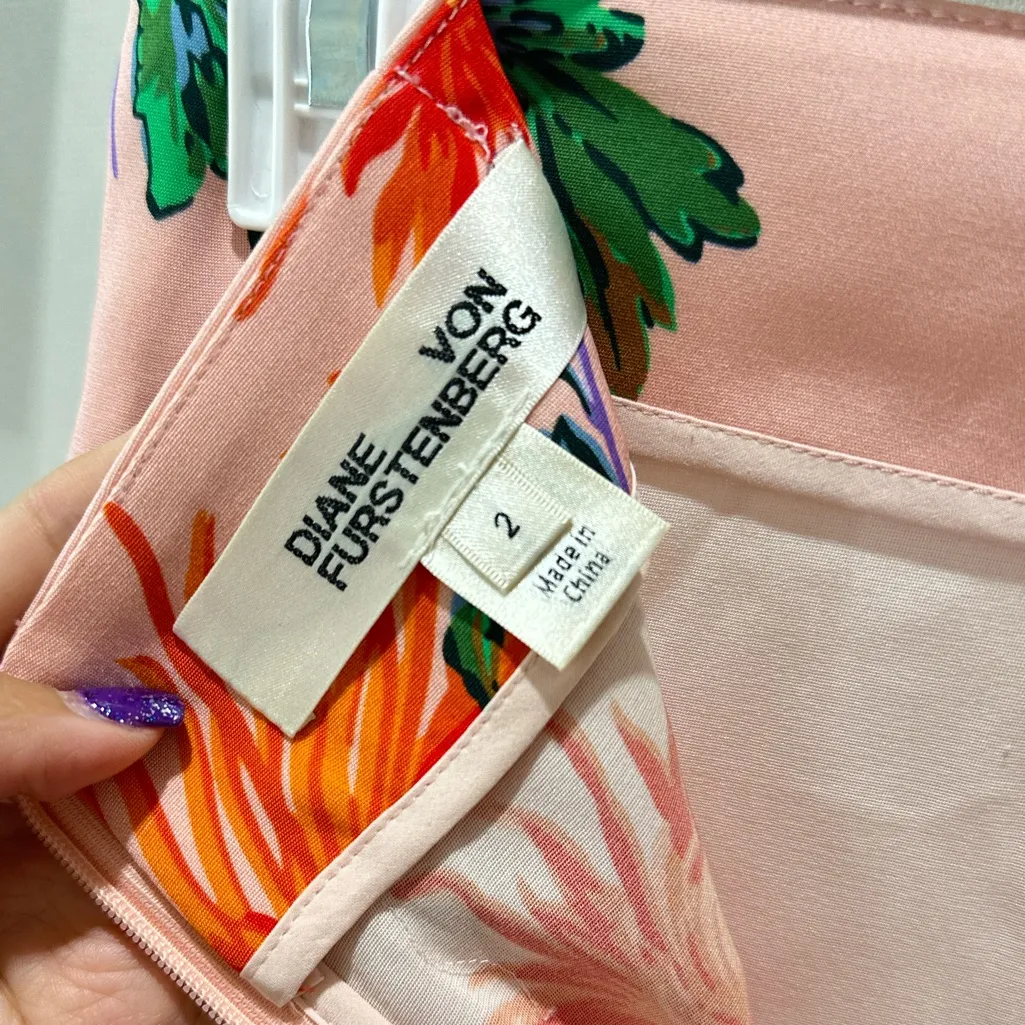 DIANE VON
FURSTENBERG
2
Made in
China